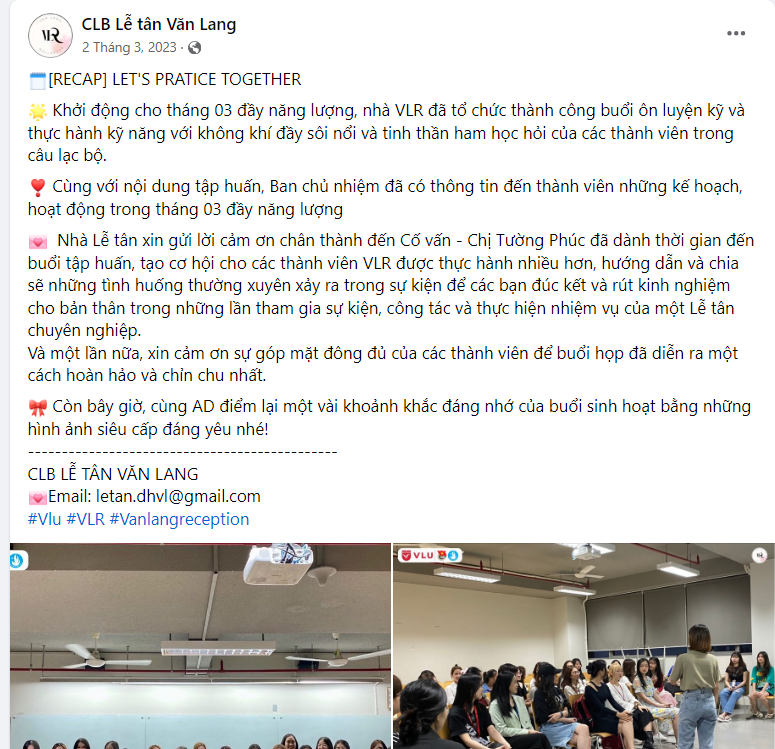 CLB Lễ tân Văn Lang
2 Tháng 3, 2023 ·
[RECAP] LET'S PRATICE TOGETHER
Khởi động cho tháng 03 đầy năng lượng, nhà VLR đã tổ chức thành công buổi ôn luyện kỹ và
thực hành kỹ năng với không khí đầy sôi nổi và tinh thần ham học hỏi của các thành viên trong
câu lạc bộ.
Cùng với nội dung tập huấn, Ban chủ nhiệm đã có thông tin đến thành viên những kế hoạch,
hoạt động trong tháng 03 đầy năng lượng
Nhà Lễ tân xin gửi lời cảm ơn chân thành đến Cố vấn - Chị Tường Phúc đã dành thời gian đến
buổi tập huấn, tạo cơ hội cho các thành viên VLR được thực hành nhiều hơn, hướng dẫn và chia
sẽ những tình huống thường xuyên xảy ra trong sự kiện để các bạn đúc kết và rút kinh nghiệm
cho bản thân trong những lần tham gia sự kiện, công tác và thực hiện nhiệm vụ của một Lễ tân
chuyên nghiệp.
Và một lần nữa, xin cảm ơn sự góp mặt đông đủ của các thành viên để buổi họp đã diễn ra một
cách hoàn hảo và chỉn chu nhất.
Còn bây giờ, cùng AD điểm lại một vài khoảnh khắc đáng nhớ của buổi sinh hoạt bằng những
hình ảnh siêu cấp đáng yêu nhé!
----------------------------------------------
CLB LỄ TÂN VĂN LANG
Email: letan.dhvl@gmail.com
#Vlu #VLR #Vanlangreception
VLU